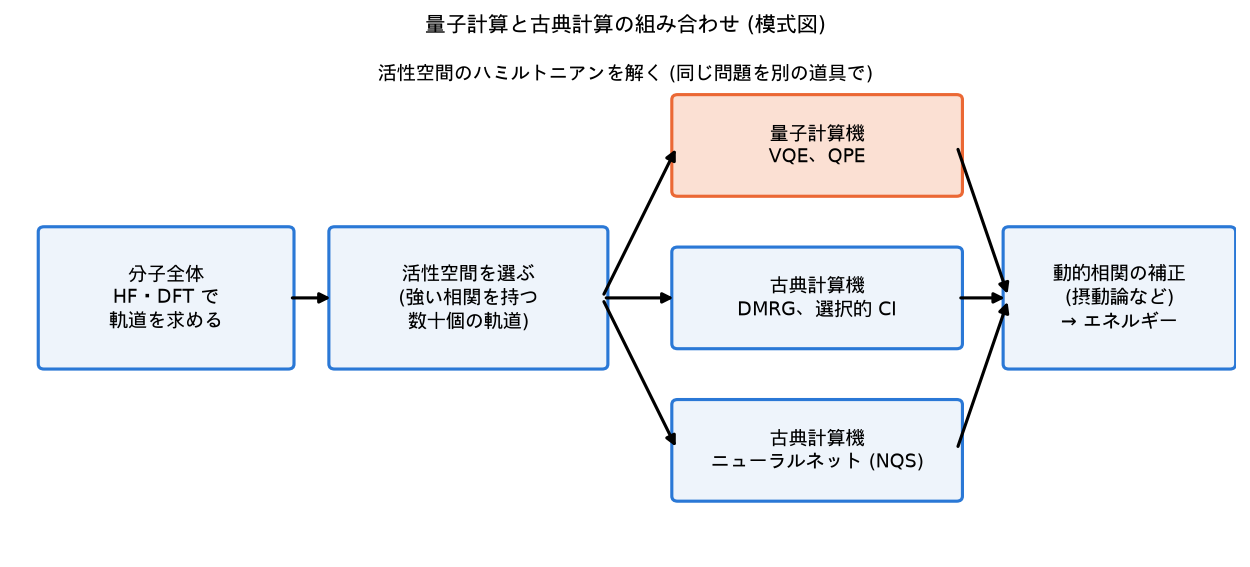 量子計算と古典計算の組み合わせ (模式図)
活性空間のハミルトニアンを解く (同じ問題を別の道具で)
分子全体
HF・DFT で
軌道を求める
活性空間を選ぶ
(強い相関を持つ
数十個の軌道)
量子計算機
VQE、QPE
古典計算機
DMRG、選択的 CI
古典計算機
ニューラルネット (NQS)
動的相関の補正
(摂動論など)
→ エネルギー